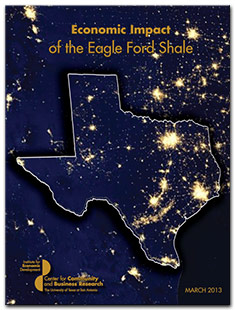 Economic Impact
of the Eagle Ford Shale
Institute for
Economic
Development
Center for Community
and Business Research
The University of Texas at San Antonio
MARCH 2013